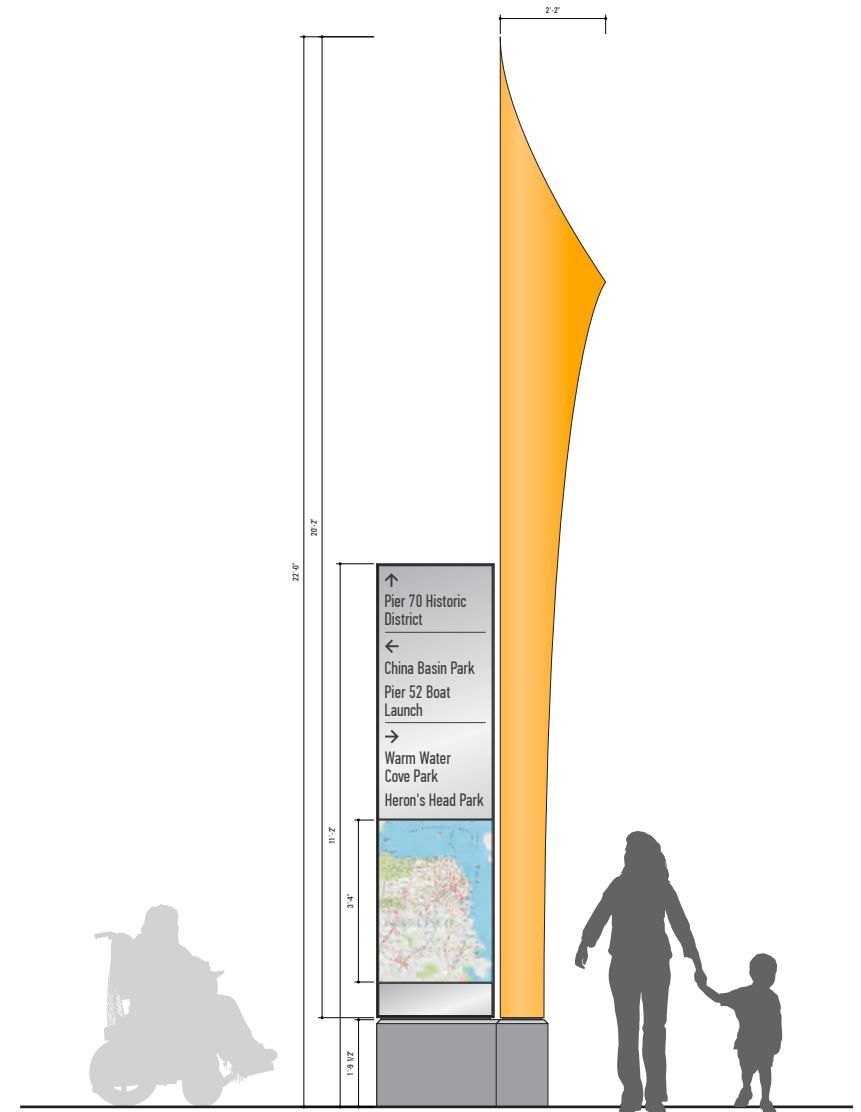 2'-2"
22'-0"
20'-2"
11'-2"
↑
Pier 70 Historic
District
←
China Basin Park
Pier 52 Boat
Launch
→
Warm Water
Cove Park
Heron's Head Park
3'-4"
1'-9 1/2"